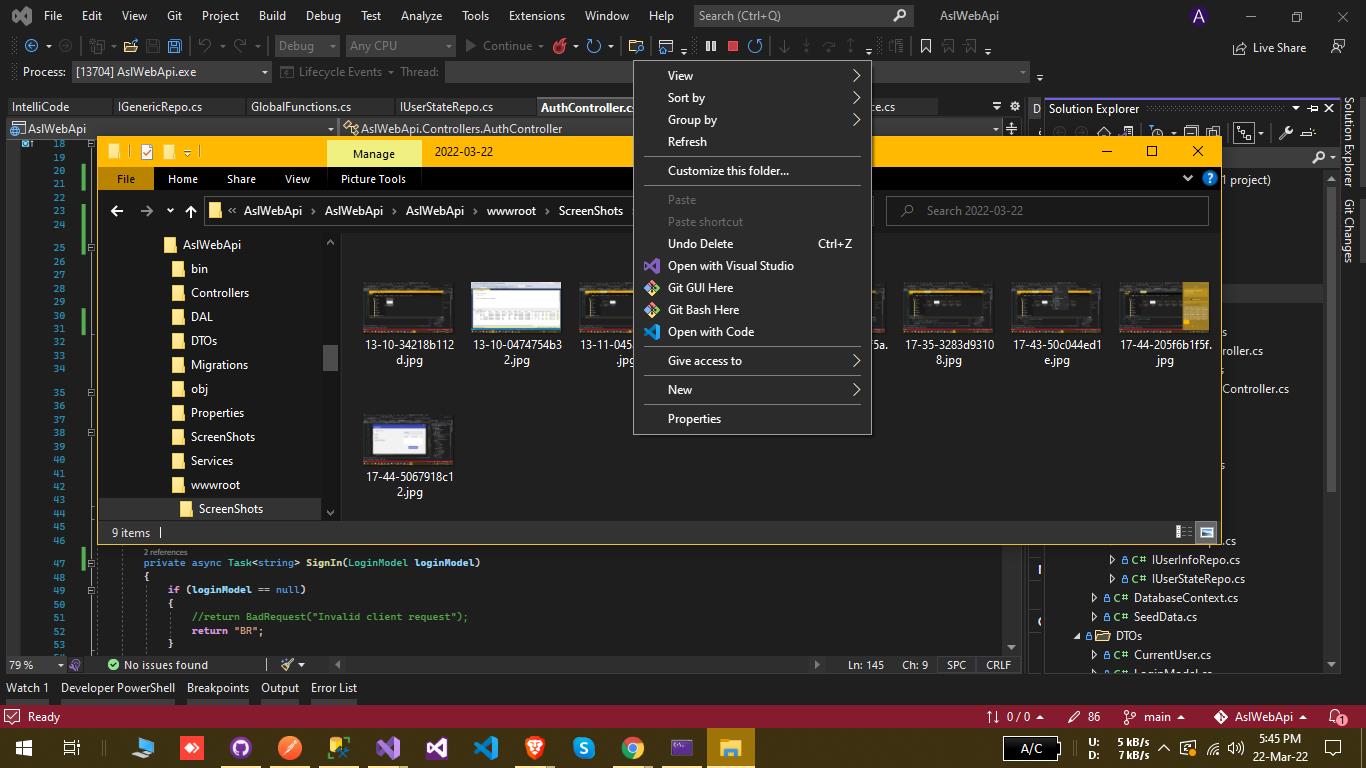 File Edit View Git Project Build Debug Test Analyze Tools Extensions Window Help Search (Ctrl+Q) AslWebApi A
Debug Any CPU Continue Live Share
Process: [13704] AslWebApi.exe Lifecycle Events Thread:
IntelliCode IGenericRepo.cs GlobalFunctions.cs IUserStateRepo.cs AuthController.cs
AslWebApi AslWebApi.Controllers.AuthController
Solution Explorer
Solution Explorer
Git Changes
Manage 2022-03-22
File Home Share View Picture Tools
« AslWebApi › AslWebApi › AslWebApi › wwwroot › ScreenShots Search 2022-03-22
AslWebApi
bin
Controllers
DAL
DTOs
Migrations
obj
Properties
ScreenShots
Services
wwwroot
ScreenShots
13-10-34218b112d.jpg
13-10-0474754b32.jpg
13-11-045
.jpg
17-35-3283d93108.jpg
17-43-50c044ed1e.jpg
17-44-205f6b1f5f.jpg
17-44-5067918c12.jpg
9 items
View
Sort by
Group by
Refresh
Customize this folder...
Paste
Paste shortcut
Undo Delete Ctrl+Z
Open with Visual Studio
Git GUI Here
Git Bash Here
Open with Code
Give access to
New
Properties
1 project)
roller.cs
Controller.cs
IUserInfoRepo.cs
IUserStateRepo.cs
DatabaseContext.cs
SeedData.cs
DTOs
CurrentUser.cs
LoginModel.cs
18
19
20
21
22
23
24
25
26
27
28
29
30
31
32
33
34
35
36
37
38
39
40
41
42
43
44
45
46
2 references
47 private async Task<string> SignIn(LoginModel loginModel)
48 {
49 if (loginModel == null)
50 {
51 //return BadRequest("Invalid client request");
52 return "BR";
53 }
79 % No issues found Ln: 145 Ch: 9 SPC CRLF
Watch 1 Developer PowerShell Breakpoints Output Error List
Ready 0 / 0 86 main AslWebApi 1
A/C U: 5 kB/s D: 7 kB/s 5:45 PM
22-Mar-22